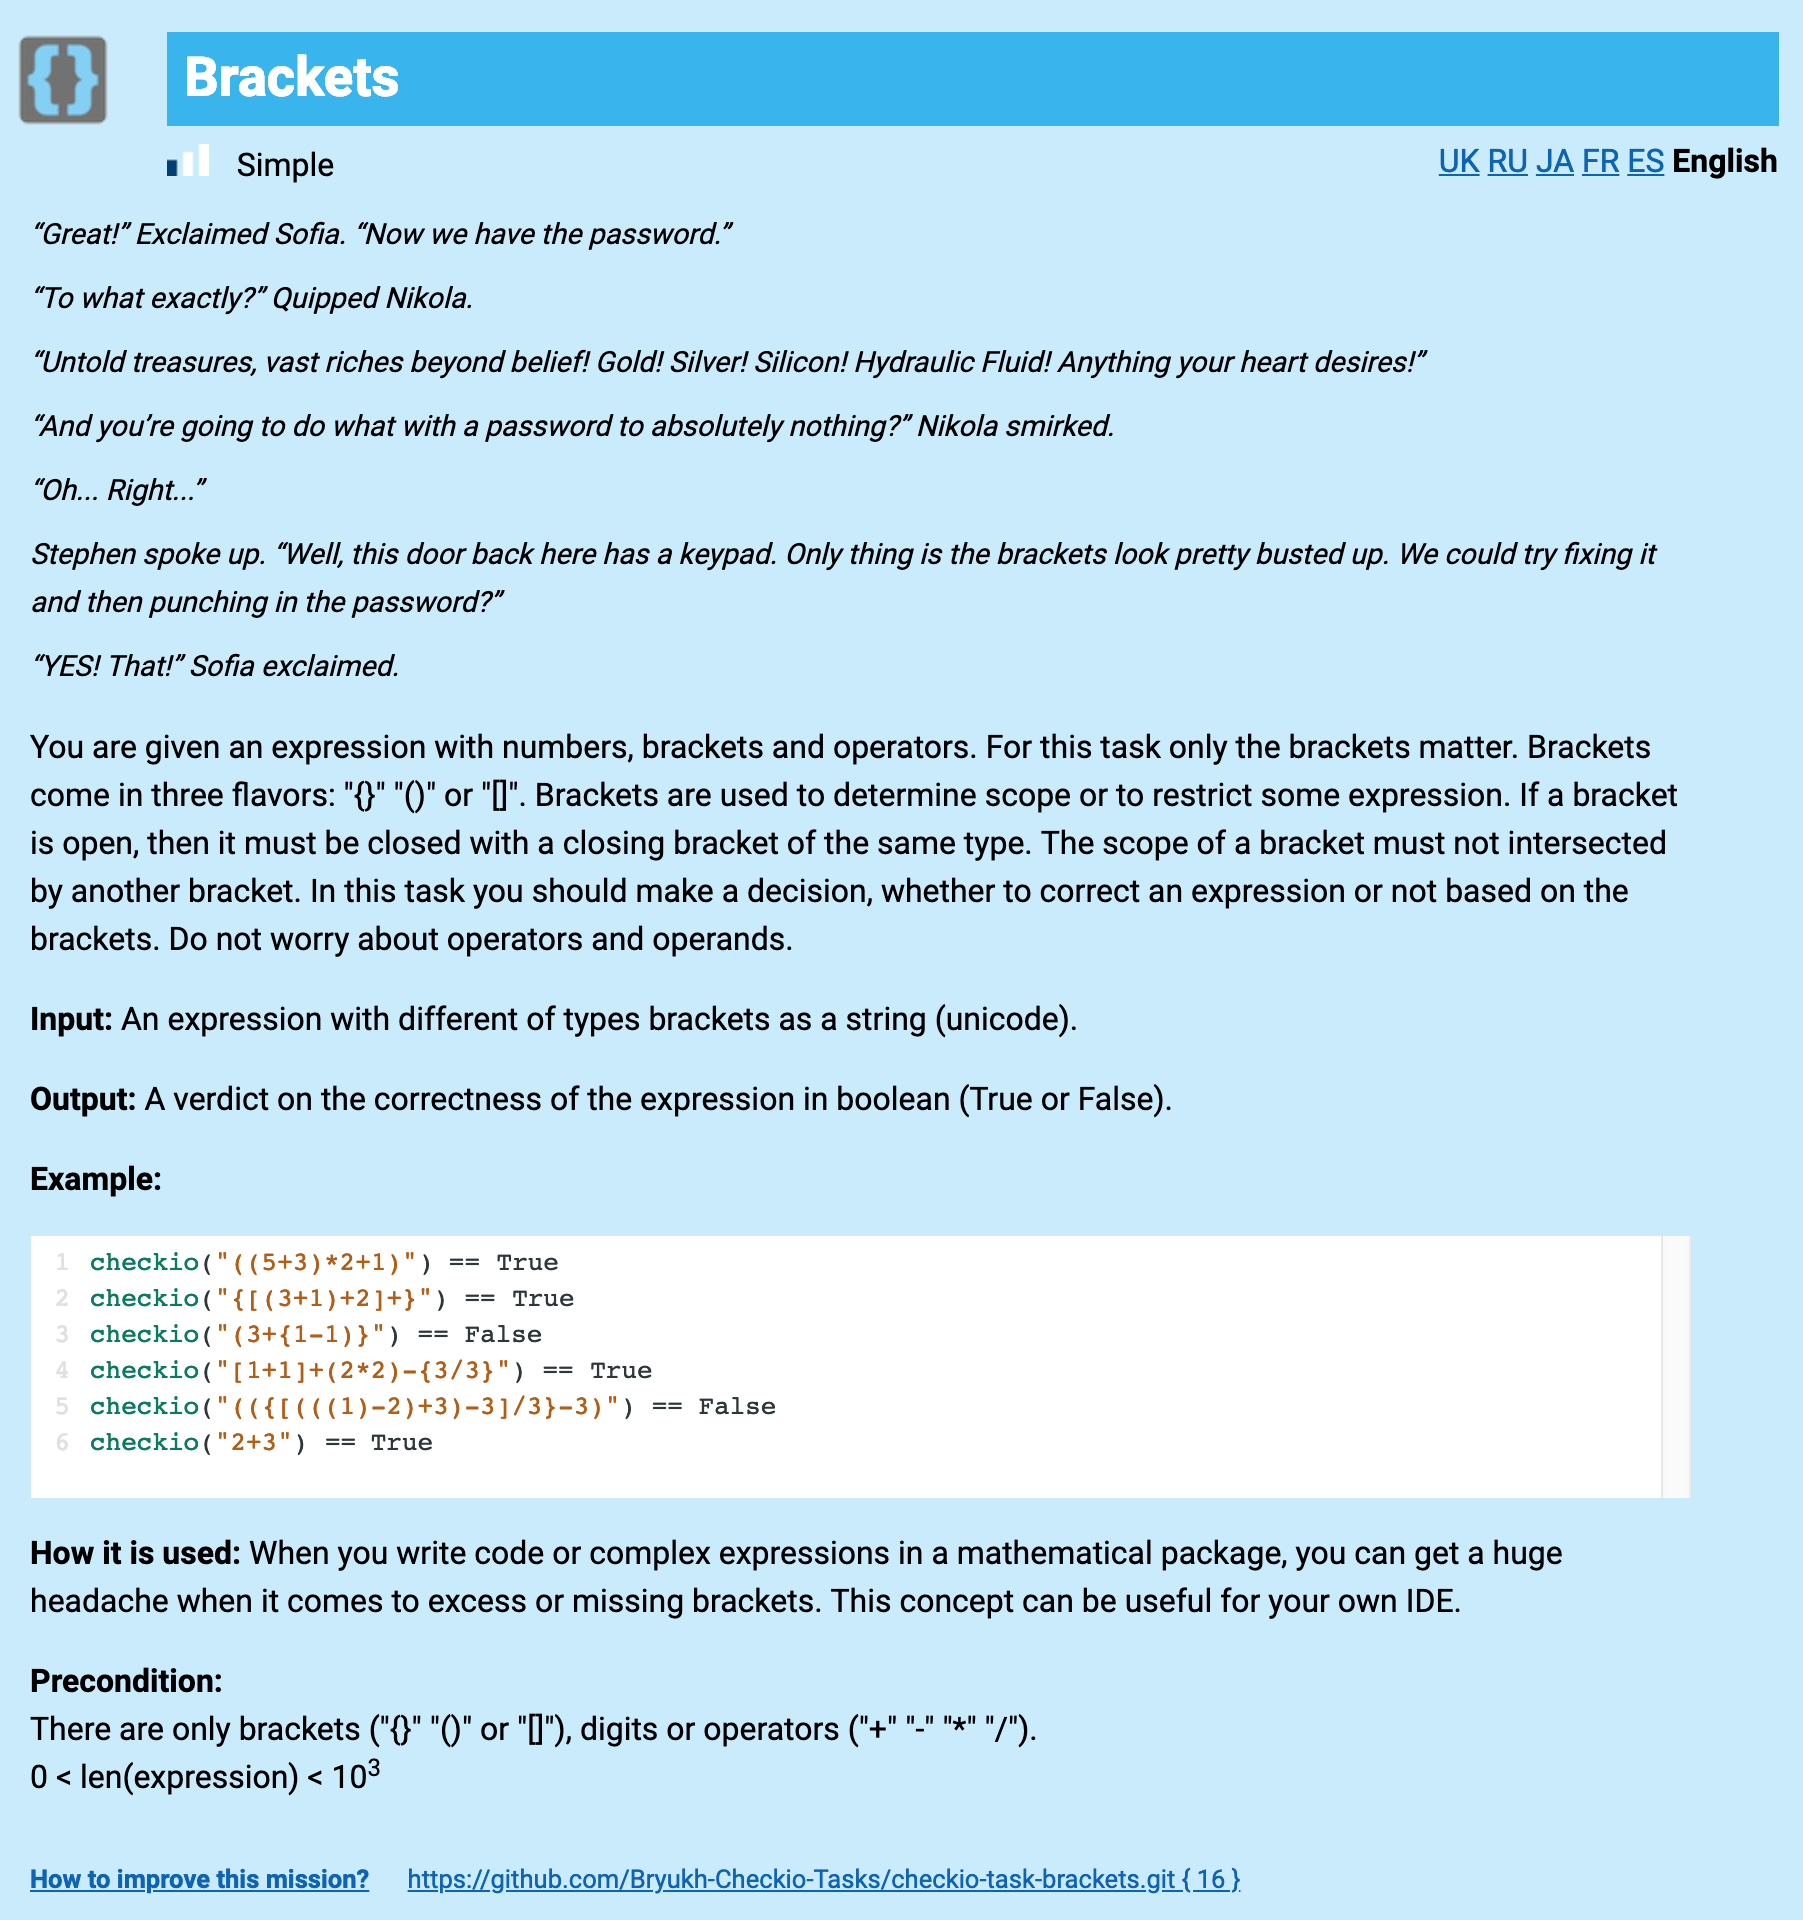 Brackets
Simple
UK RU JA FR ES English
“Great!” Exclaimed Sofia. “Now we have the password.”
“To what exactly?” Quipped Nikola.
“Untold treasures, vast riches beyond belief! Gold! Silver! Silicon! Hydraulic Fluid! Anything your heart desires!”
“And you’re going to do what with a password to absolutely nothing?” Nikola smirked.
“Oh... Right...”
Stephen spoke up. “Well, this door back here has a keypad. Only thing is the brackets look pretty busted up. We could try fixing it
and then punching in the password?”
“YES! That!” Sofia exclaimed.
You are given an expression with numbers, brackets and operators. For this task only the brackets matter. Brackets
come in three flavors: "{}" "()" or "[]". Brackets are used to determine scope or to restrict some expression. If a bracket
is open, then it must be closed with a closing bracket of the same type. The scope of a bracket must not intersected
by another bracket. In this task you should make a decision, whether to correct an expression or not based on the
brackets. Do not worry about operators and operands.
Input: An expression with different of types brackets as a string (unicode).
Output: A verdict on the correctness of the expression in boolean (True or False).
Example:
1 checkio("((5+3)*2+1)") == True
2 checkio("{[(3+1)+2]+}") == True
3 checkio("(3+{1-1)}") == False
4 checkio("[1+1]+(2*2)-{3/3}") == True
5 checkio("(({[(((1)-2)+3)-3]/3}-3)") == False
6 checkio("2+3") == True
How it is used: When you write code or complex expressions in a mathematical package, you can get a huge
headache when it comes to excess or missing brackets. This concept can be useful for your own IDE.
Precondition:
There are only brackets ("{}" "()" or "[]"), digits or operators ("+" "-" "*" "/").
0 < len(expression) < 10³
How to improve this mission? https://github.com/Bryukh-Checkio-Tasks/checkio-task-brackets.git { 16 }